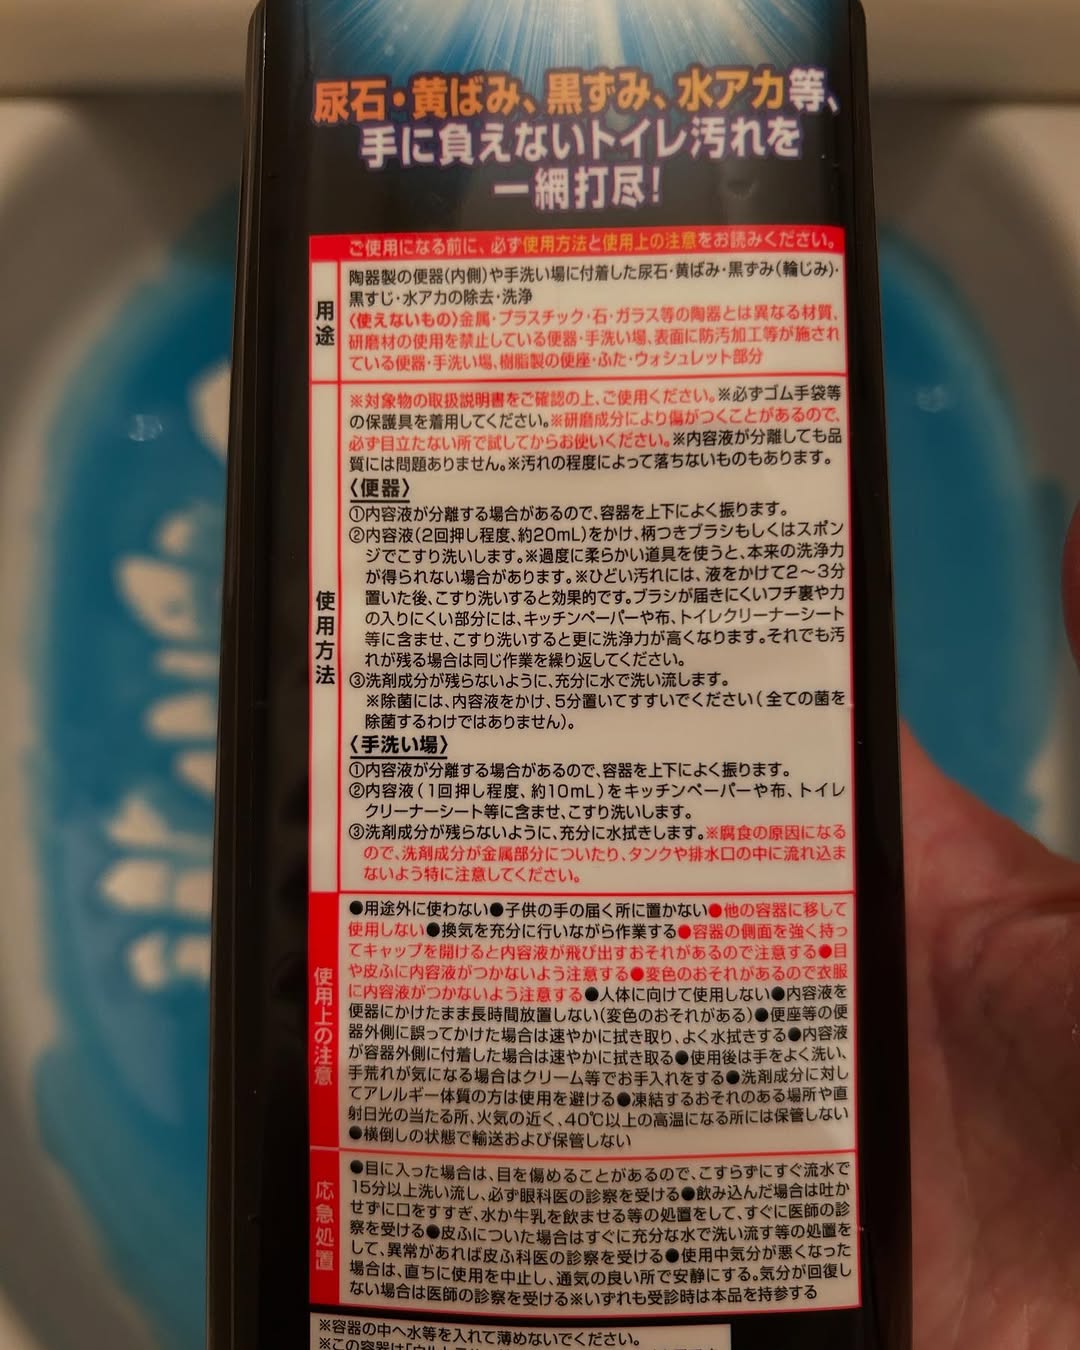 尿石・黄ばみ、黒ずみ、水アカ等、
手に負えないトイレ汚れを
一網打尽!
ご使用になる前に、必ず使用方法と使用上の注意をお読みください。
用途
陶器製の便器(内側)や手洗い場に付着した尿石・黄ばみ・黒ずみ(輪じみ)・
黒すじ・水アカの除去・洗浄
〈使えないもの〉金属・プラスチック・石・ガラス等の陶器とは異なる材質、
研磨材の使用を禁止している便器・手洗い場、表面に防汚加工等が施され
ている便器・手洗い場、樹脂製の便座・ふた・ウォシュレット部分
使用方法
※対象物の取扱説明書をご確認の上、ご使用ください。※必ずゴム手袋等
の保護具を着用してください。※研磨成分により傷がつくことがあるので、
必ず目立たない所で試してからお使いください。※内容液が分離しても品
質には問題ありません。※汚れの程度によって落ちないものもあります。
〈便器〉
①内容液が分離する場合があるので、容器を上下によく振ります。
②内容液(2回押し程度、約20mL)をかけ、柄つきブラシもしくはスポン
ジでこすり洗いします。※過度に柔らかい道具を使うと、本来の洗浄力
が得られない場合があります。※ひどい汚れには、液をかけて2～3分
置いた後、こすり洗いすると効果的です。ブラシが届きにくいフチ裏や力
の入りにくい部分には、キッチンペーパーや布、トイレクリーナーシート
等に含ませ、こすり洗いすると更に洗浄力が高くなります。それでも汚
れが残る場合は同じ作業を繰り返してください。
③洗剤成分が残らないように、充分に水で洗い流します。
※除菌には、内容液をかけ、5分置いてすすいでください(全ての菌を
除菌するわけではありません)。
〈手洗い場〉
①内容液が分離する場合があるので、容器を上下によく振ります。
②内容液(1回押し程度、約10mL)をキッチンペーパーや布、トイレ
クリーナーシート等に含ませ、こすり洗いします。
③洗剤成分が残らないように、充分に水拭きします。※腐食の原因になる
ので、洗剤成分が金属部分についたり、タンクや排水口の中に流れ込ま
ないよう特に注意してください。
使用上の注意
●用途外に使わない●子供の手の届く所に置かない●他の容器に移して
使用しない●換気を充分に行いながら作業する●容器の側面を強く持っ
てキャップを開けると内容液が飛び出すおそれがあるので注意する●目
や皮ふに内容液がつかないよう注意する●変色のおそれがあるので衣服
に内容液がつかないよう注意する●人体に向けて使用しない●内容液を
便器にかけたまま長時間放置しない(変色のおそれがある)●便座等の便
器外側に誤ってかけた場合は速やかに拭き取り、よく水拭きする●内容液
が容器外側に付着した場合は速やかに拭き取る●使用後は手をよく洗い、
手荒れが気になる場合はクリーム等でお手入れをする●洗剤成分に対し
てアレルギー体質の方は使用を避ける●凍結するおそれのある場所や直
射日光の当たる所、火気の近く、40℃以上の高温になる所には保管しない
●横倒しの状態で輸送および保管しない
応急処置
●目に入った場合は、目を傷めることがあるので、こすらずにすぐ流水で
15分以上洗い流し、必ず眼科医の診察を受ける●飲み込んだ場合は吐か
せずに口をすすぎ、水か牛乳を飲ませる等の処置をして、すぐに医師の診
察を受ける●皮ふについた場合はすぐに充分な水で洗い流す等の処置を
して、異常があれば皮ふ科医の診察を受ける●使用中気分が悪くなった
場合は、直ちに使用を中止し、通気の良い所で安静にする。気分が回復し
ない場合は医師の診察を受ける※いずれも受診時は本品を持参する
※容器の中へ水等を入れて薄めないでください。
※この容器は